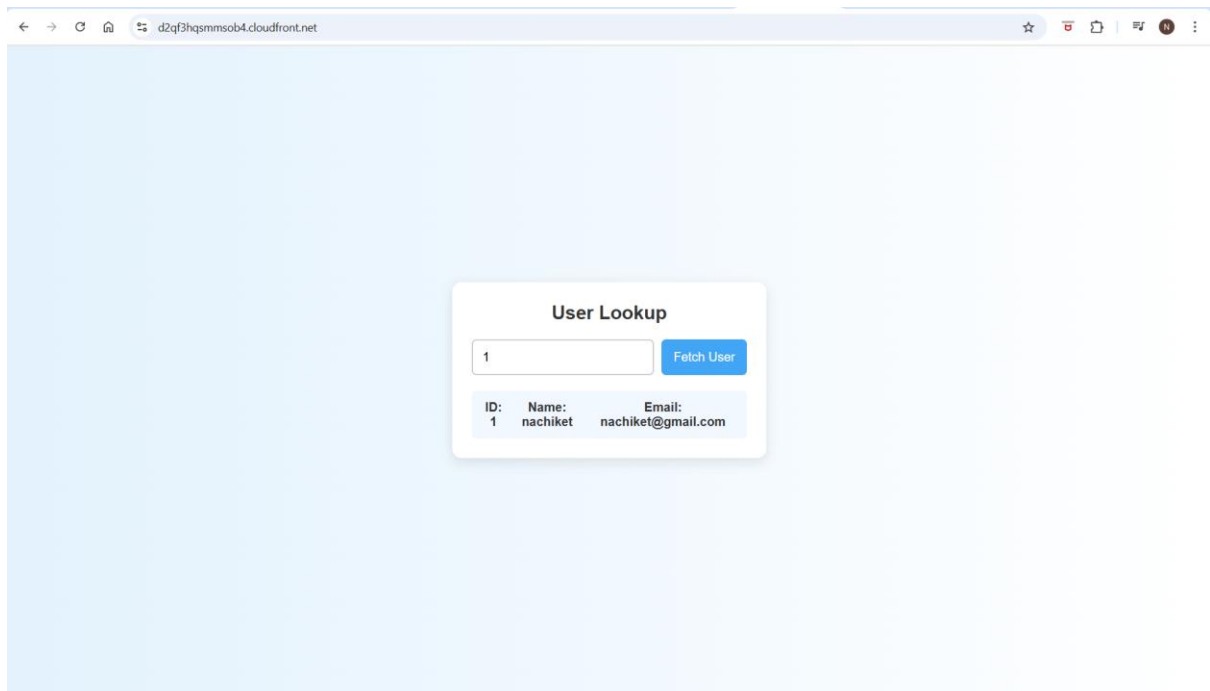 d2qf3hqsmmsob4.cloudfront.net
N
User Lookup
1
Fetch User
ID: Name: Email:
1 nachiket nachiket@gmail.com